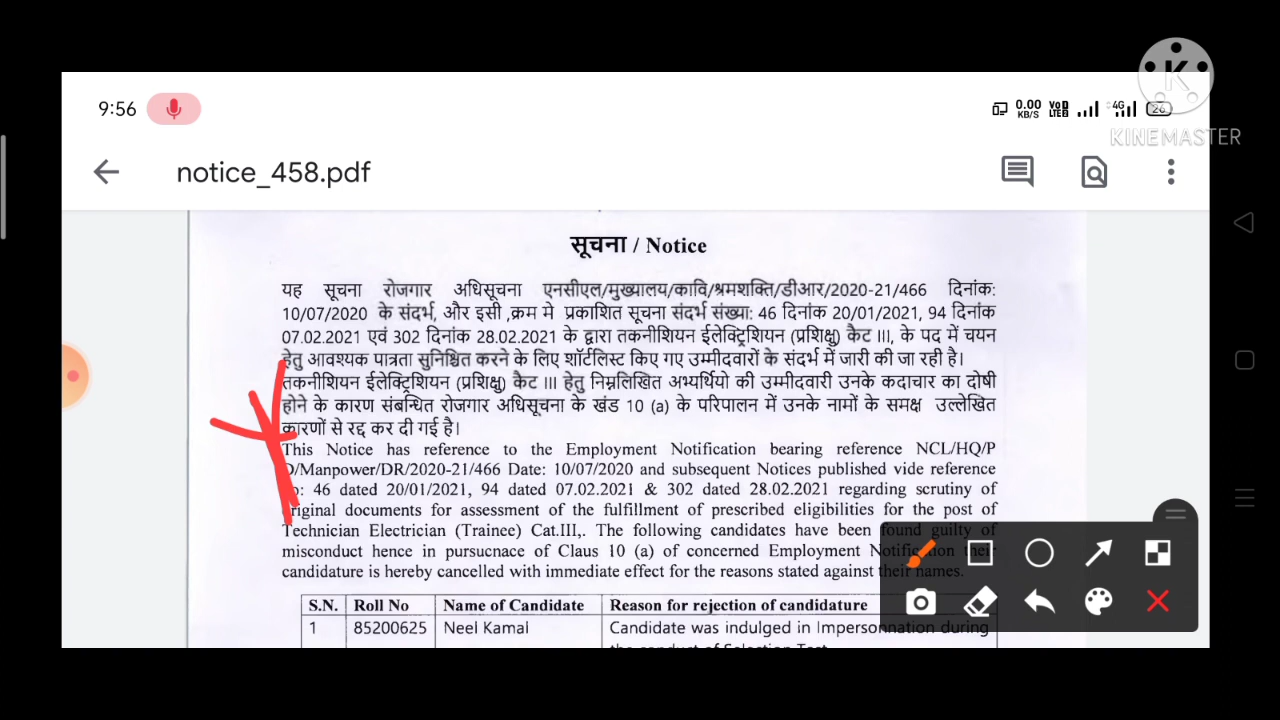 9:56
0.00 KB/S
Vo LTE 2
4G
26
KINEMASTER
notice_458.pdf
सूचना / Notice
यह सूचना रोजगार अधिसूचना एनसीएल/मुख्यालय/कावि/श्रमशक्ति/डीआर/2020-21/466 दिनांक:
10/07/2020 के संदर्भ, और इसी ,क्रम मे प्रकाशित सूचना संदर्भ संख्या: 46 दिनांक 20/01/2021, 94 दिनांक
07.02.2021 एवं 302 दिनांक 28.02.2021 के द्वारा तकनीशियन ईलेक्ट्रिशियन (प्रशिक्षु) कैट III, के पद में चयन
हेतु आवश्यक पात्रता सुनिश्चित करने के लिए शॉर्टलिस्ट किए गए उम्मीदवारों के संदर्भ में जारी की जा रही है।
तकनीशियन ईलेक्ट्रिशियन (प्रशिक्षु) कैट III हेतु निम्नलिखित अभ्यर्थियो की उम्मीदवारी उनके कदाचार का दोषी
होने के कारण संबन्धित रोजगार अधिसूचना के खंड 10 (a) के परिपालन में उनके नामों के समक्ष उल्लेखित
कारणों से रद्द कर दी गई है।
This Notice has reference to the Employment Notification bearing reference NCL/HQ/P
D/Manpower/DR/2020-21/466 Date: 10/07/2020 and subsequent Notices published vide reference
: 46 dated 20/01/2021, 94 dated 07.02.2021 & 302 dated 28.02.2021 regarding scrutiny of
original documents for assessment of the fulfillment of prescribed eligibilities for the post of
Technician Electrician (Trainee) Cat.III,. The following candidates have been found guilty of
misconduct hence in pursucnace of Claus 10 (a) of concerned Employment Notification their
candidature is hereby cancelled with immediate effect for the reasons stated against their names.
S.N. Roll No Name of Candidate Reason for rejection of candidature
1 85200625 Neel Kamal Candidate was indulged in Impersonnation during
the conduct of Selection Test